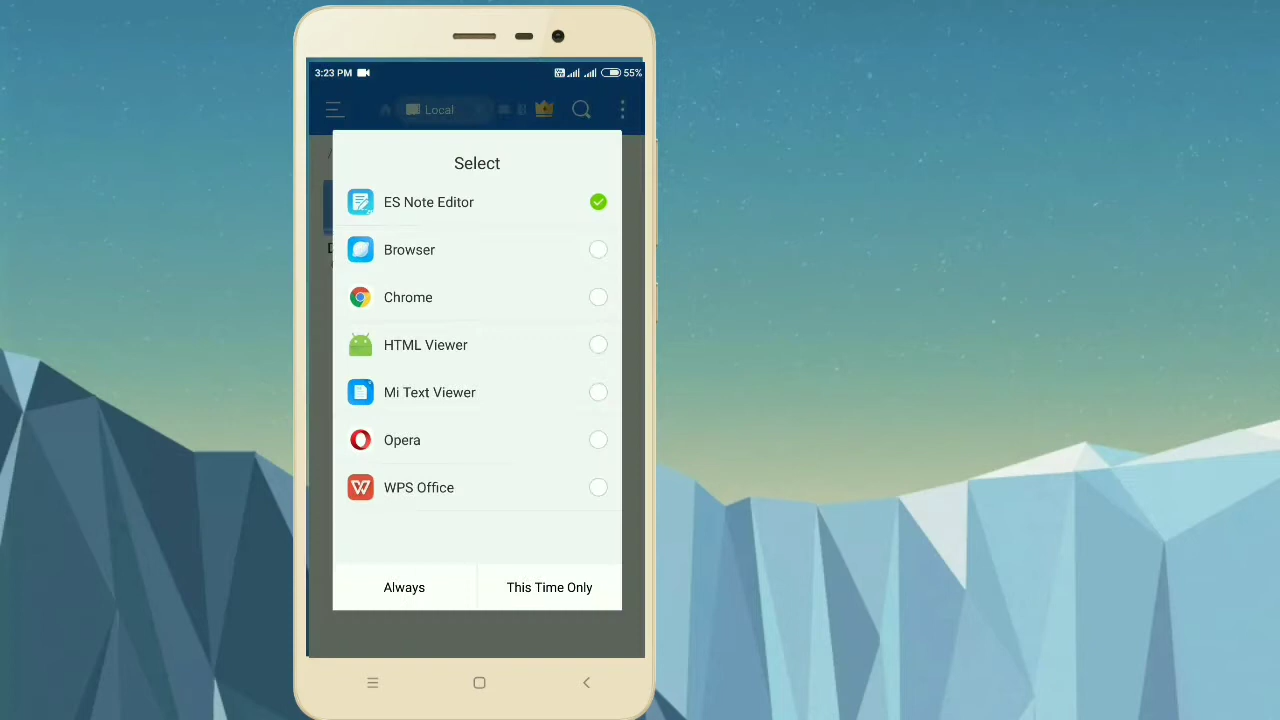 3:23 PM
55%
Local
Select
ES Note Editor
Browser
Chrome
HTML Viewer
Mi Text Viewer
Opera
WPS Office
Always
This Time Only